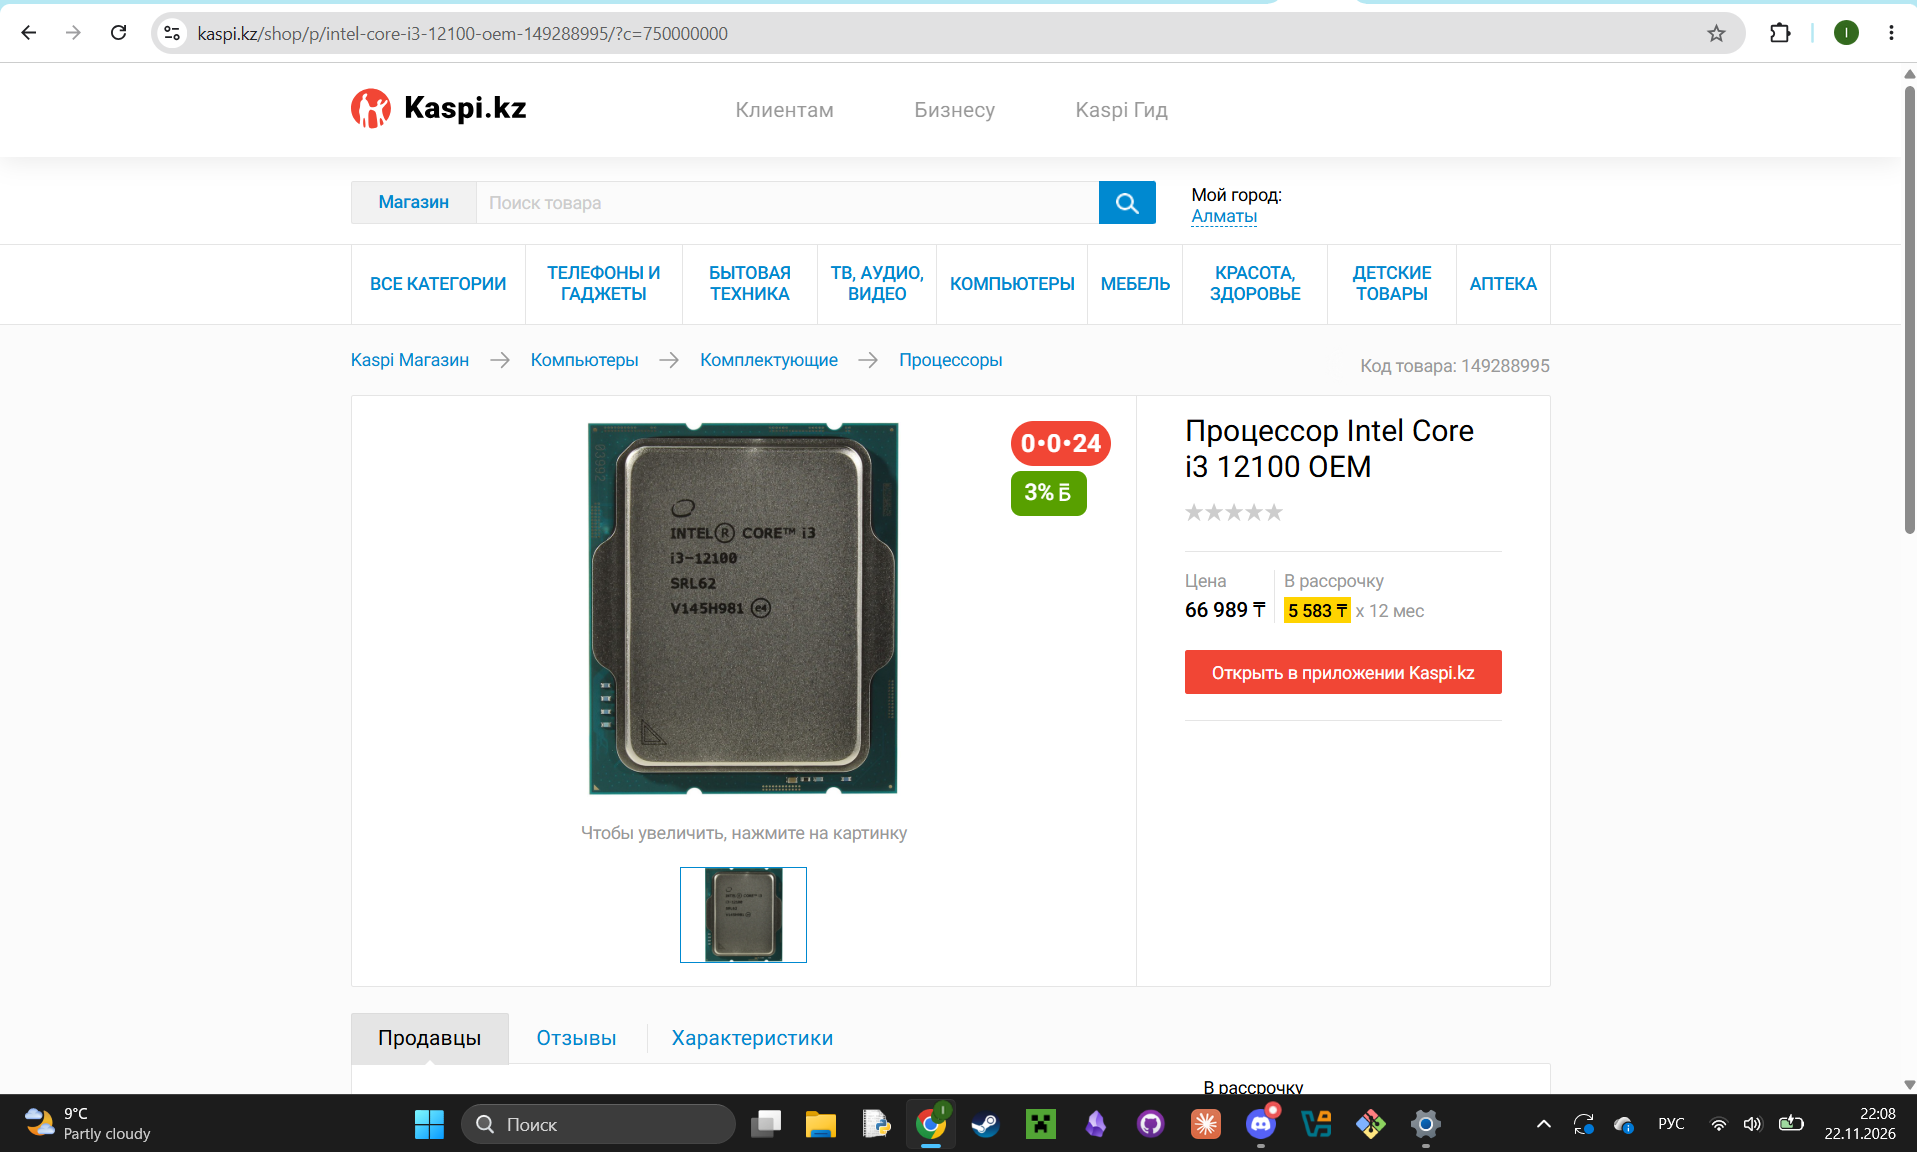 kaspi.kz/shop/p/intel-core-i3-12100-oem-149288995/?c=750000000
I
Kaspi.kz
Клиентам
Бизнесу
Kaspi Гид
Магазин
Поиск товара
Мой город:
Алматы
ВСЕ КАТЕГОРИИ
ТЕЛЕФОНЫ И
ГАДЖЕТЫ
БЫТОВАЯ
ТЕХНИКА
ТВ, АУДИО,
ВИДЕО
КОМПЬЮТЕРЫ
МЕБЕЛЬ
КРАСОТА,
ЗДОРОВЬЕ
ДЕТСКИЕ
ТОВАРЫ
АПТЕКА
Kaspi Магазин
Компьютеры
Комплектующие
Процессоры
Код товара: 149288995
INTEL® CORE™ i3
i3-12100
SRL62
V145H981 e4
0•0•24
3% Б
Процессор Intel Core
i3 12100 OEM
Цена
66 989 ₸
В рассрочку
5 583 ₸ x 12 мес
Открыть в приложении Kaspi.kz
Чтобы увеличить, нажмите на картинку
Продавцы
Отзывы
Характеристики
В рассрочку
9°C
Partly cloudy
Поиск
РУС
22:08
22.11.2026